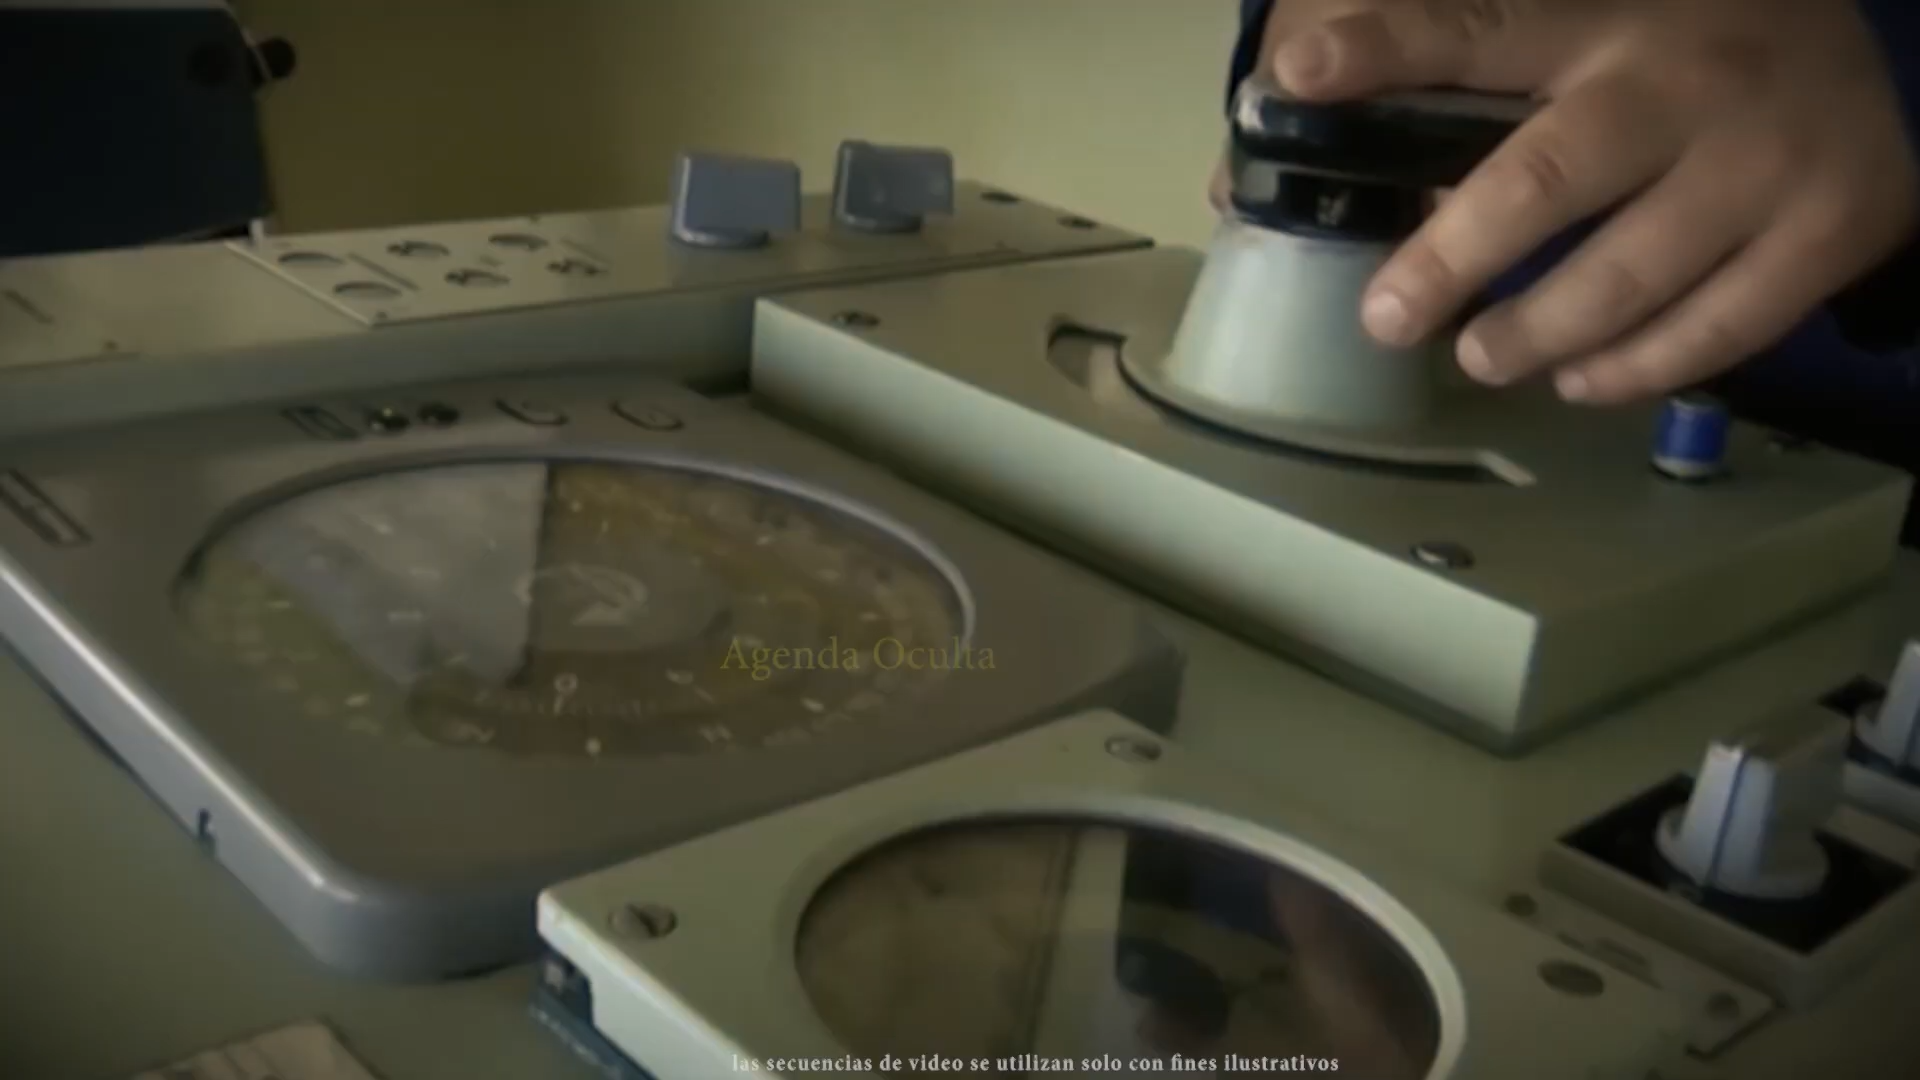 Agenda Oculta
las secuencias de video se utilizan solo con fines ilustrativos